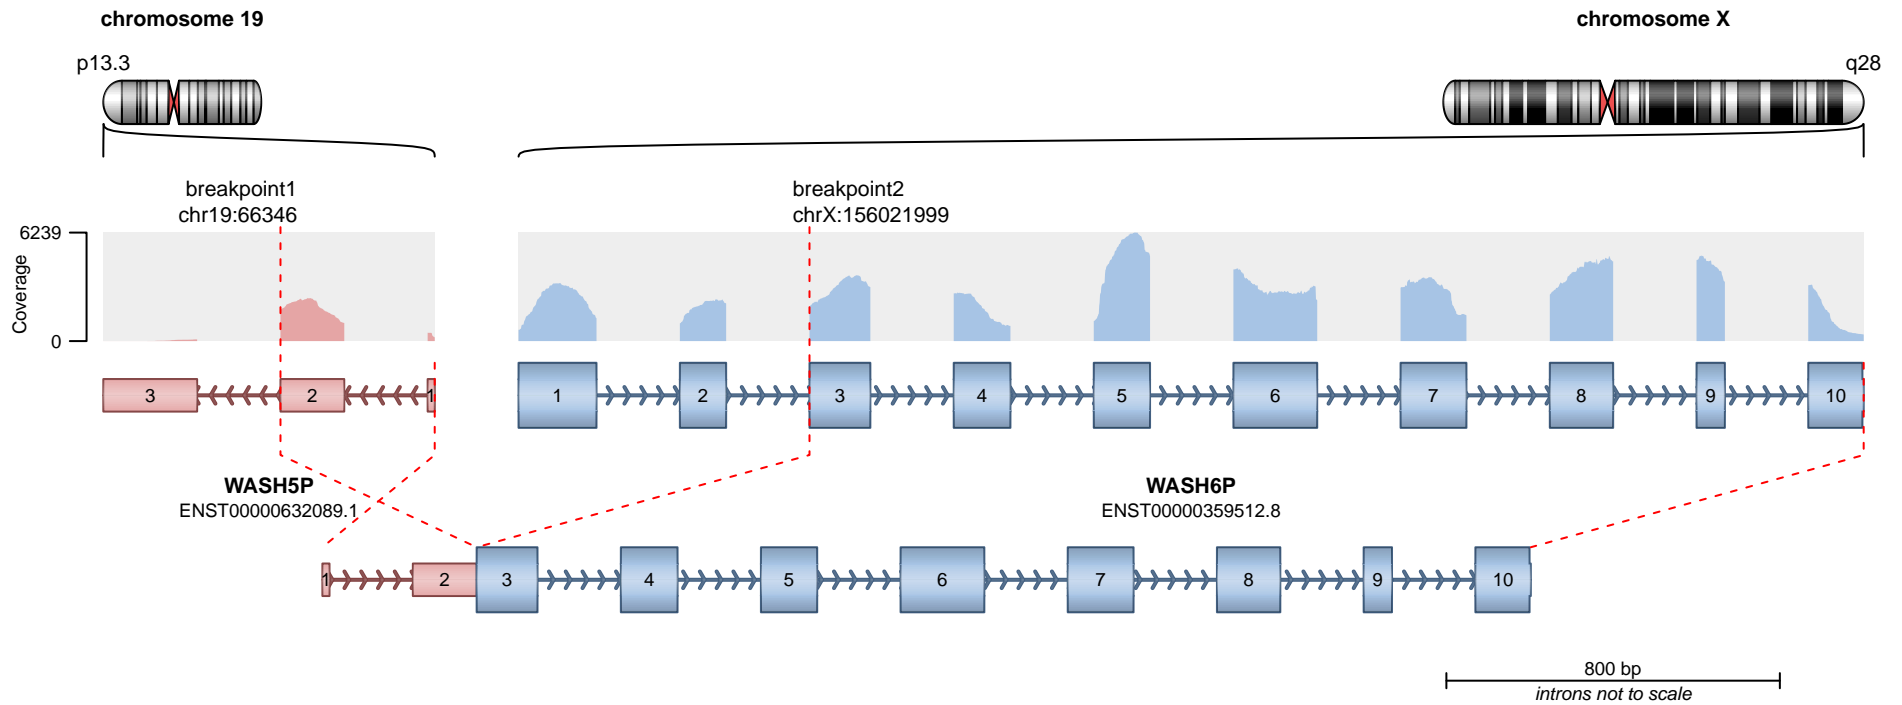 chromosome 19
chromosome X
p13.3
q28
breakpoint1
chr19:66346
breakpoint2
chrX:156021999
6239
Coverage
0
3 2 1 1 2 3 4 5 6 7 8 9 10
WASH5P
ENST00000632089.1
WASH6P
ENST00000359512.8
1 2 3 4 5 6 7 8 9 10
800 bp
introns not to scale